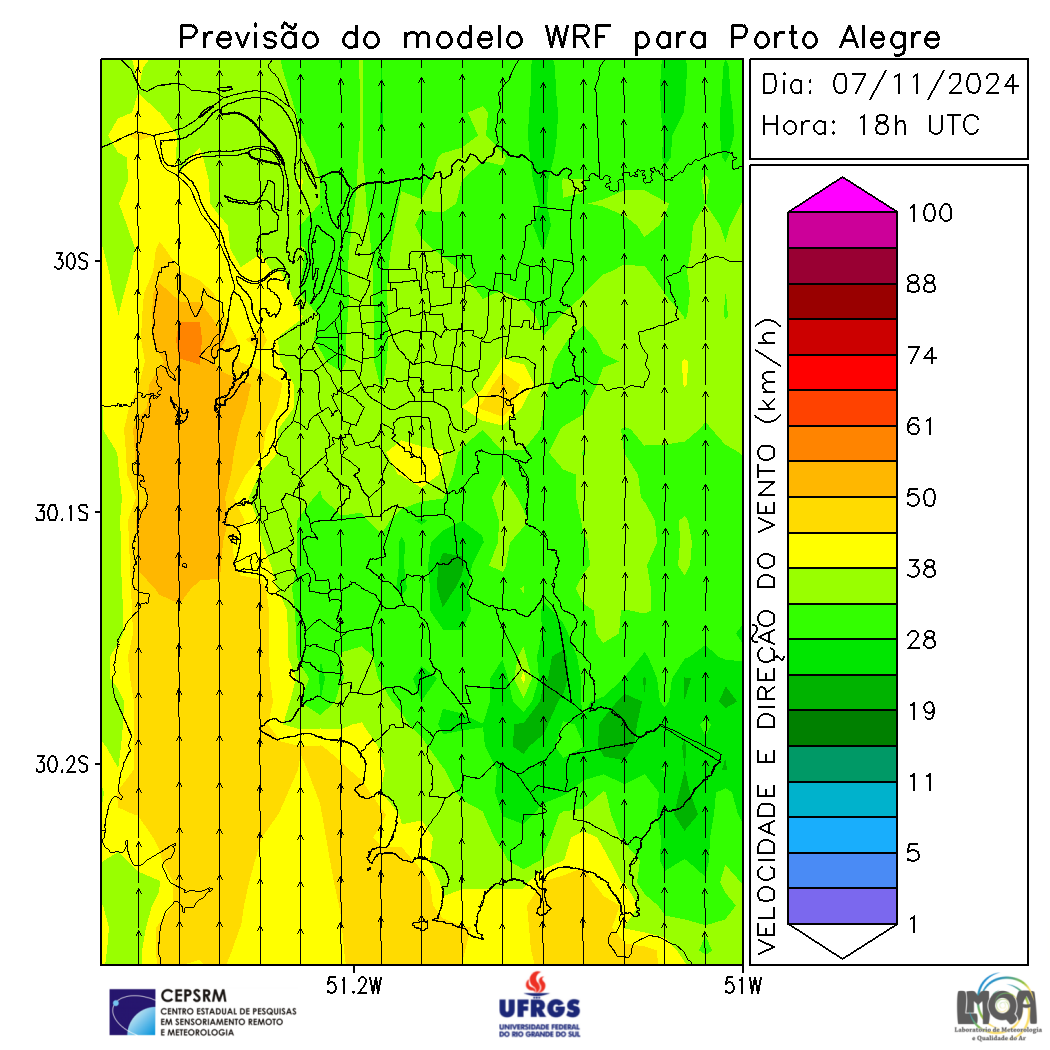 Previsão do modelo WRF para Porto Alegre
Dia: 07/11/2024
Hora: 18h UTC
30S
30.1S
30.2S
51.2W
51W
VELOCIDADE E DIREÇÃO DO VENTO (km/h)
100
88
74
61
50
38
28
19
11
5
1
CEPSRM
CENTRO ESTADUAL DE PESQUISAS
EM SENSORIAMENTO REMOTO
E METEOROLOGIA
UFRGS
UNIVERSIDADE FEDERAL
DO RIO GRANDE DO SUL
LMQA
Laboratório de Meteorologia
e Qualidade do Ar